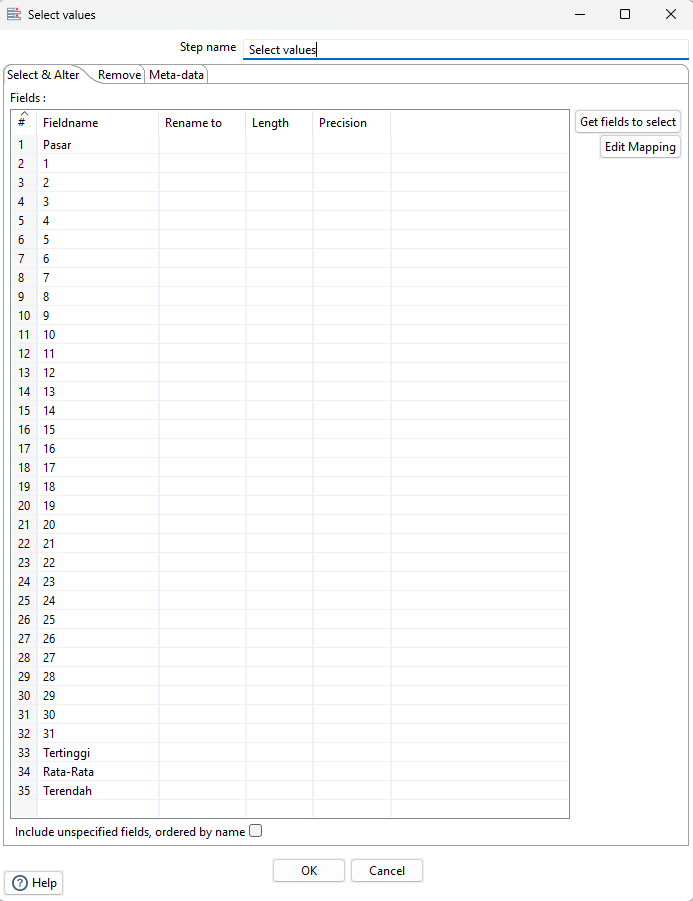 Select values
Step name Select values
Select & Alter Remove Meta-data
Fields :
# Fieldname Rename to Length Precision
Get fields to select
Edit Mapping
1 Pasar
2 1
3 2
4 3
5 4
6 5
7 6
8 7
9 8
10 9
11 10
12 11
13 12
14 13
15 14
16 15
17 16
18 17
19 18
20 19
21 20
22 21
23 22
24 23
25 24
26 25
27 26
28 27
29 28
30 29
31 30
32 31
33 Tertinggi
34 Rata-Rata
35 Terendah
Include unspecified fields, ordered by name
OK Cancel
Help